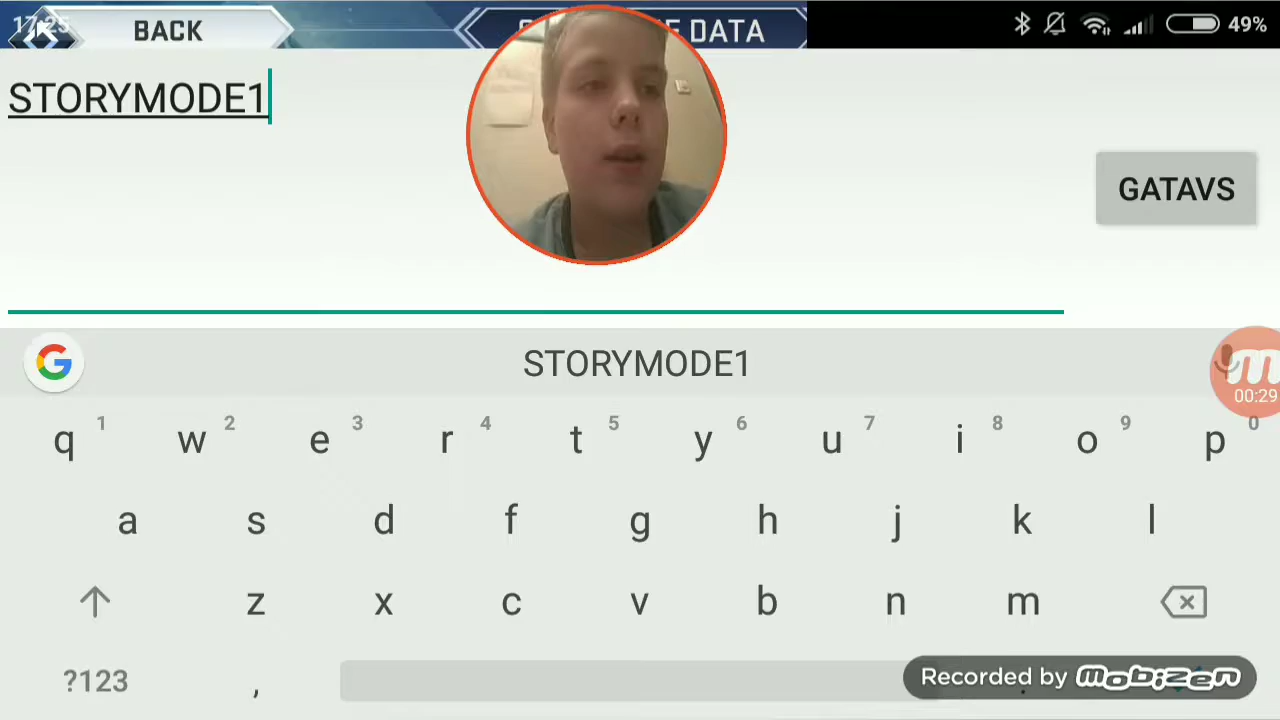 17:25
BACK
DATA
49%
STORYMODE1
GATAVS
STORYMODE1
00:29
q 1 w 2 e 3 r 4 t 5 y 6 u 7 i 8 o 9 p 0
a s d f g h j k l
z x c v b n m
?123 ,
Recorded by mobizen